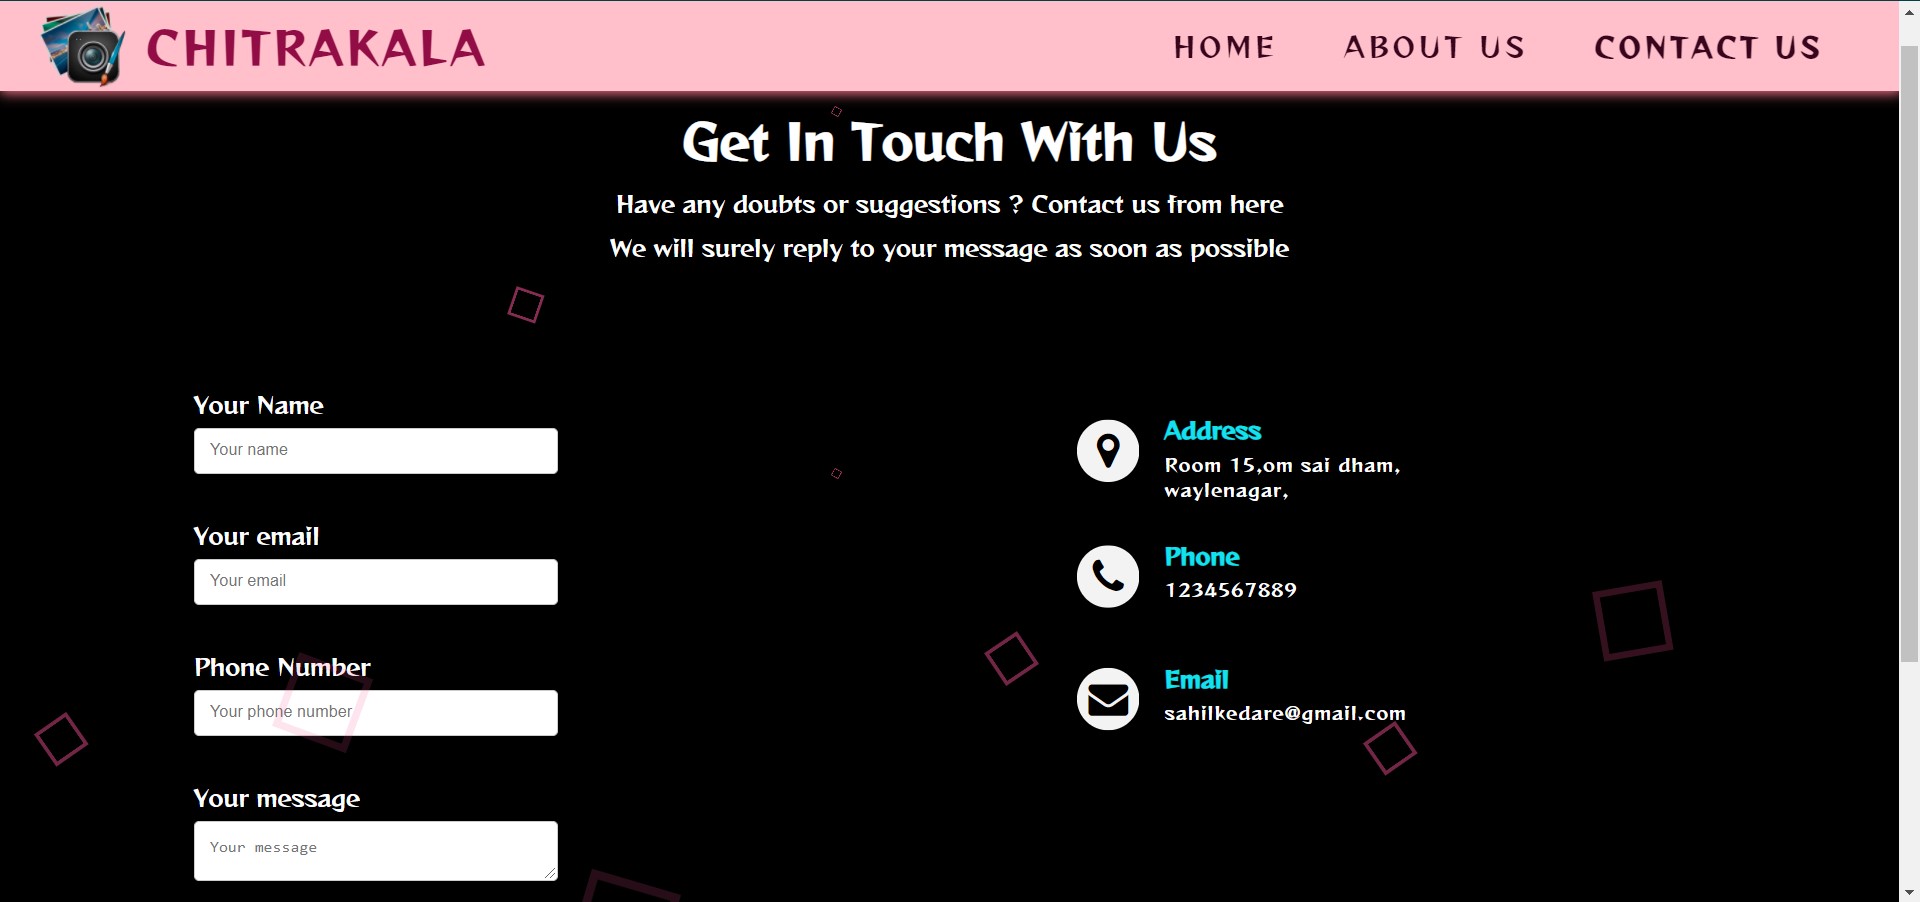 CHITRAKALA
HOME
ABOUT US
CONTACT US
Get In Touch With Us
Have any doubts or suggestions ? Contact us from here
We will surely reply to your message as soon as possible
Your Name
Your name
Your email
Your email
Phone Number
Your phone number
Your message
Your message
Address
Room 15,om sai dham,
waylenagar,
Phone
1234567889
Email
sahilkedare@gmail.com